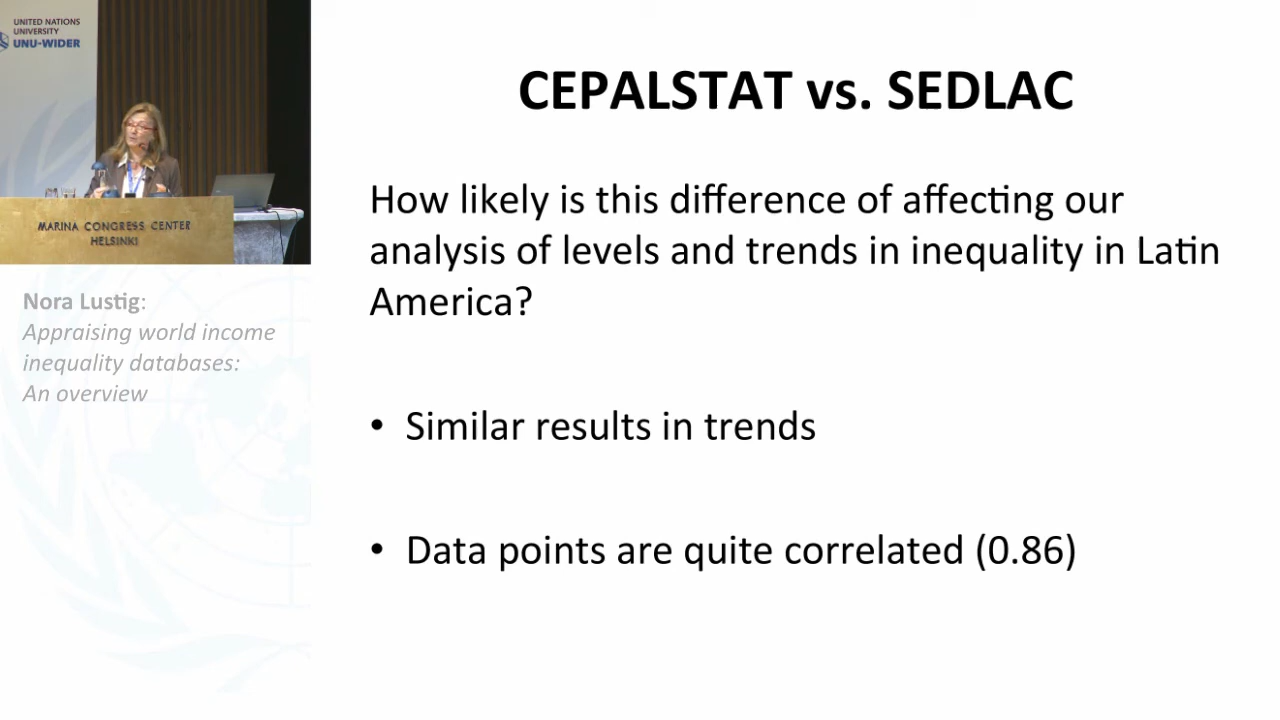 UNITED NATIONS
UNIVERSITY
UNU-WIDER
MARINA CONGRESS CENTER
HELSINKI
Nora Lustig:
Appraising world income
inequality databases:
An overview
CEPALSTAT vs. SEDLAC
How likely is this difference of affecting our
analysis of levels and trends in inequality in Latin
America?
• Similar results in trends
• Data points are quite correlated (0.86)